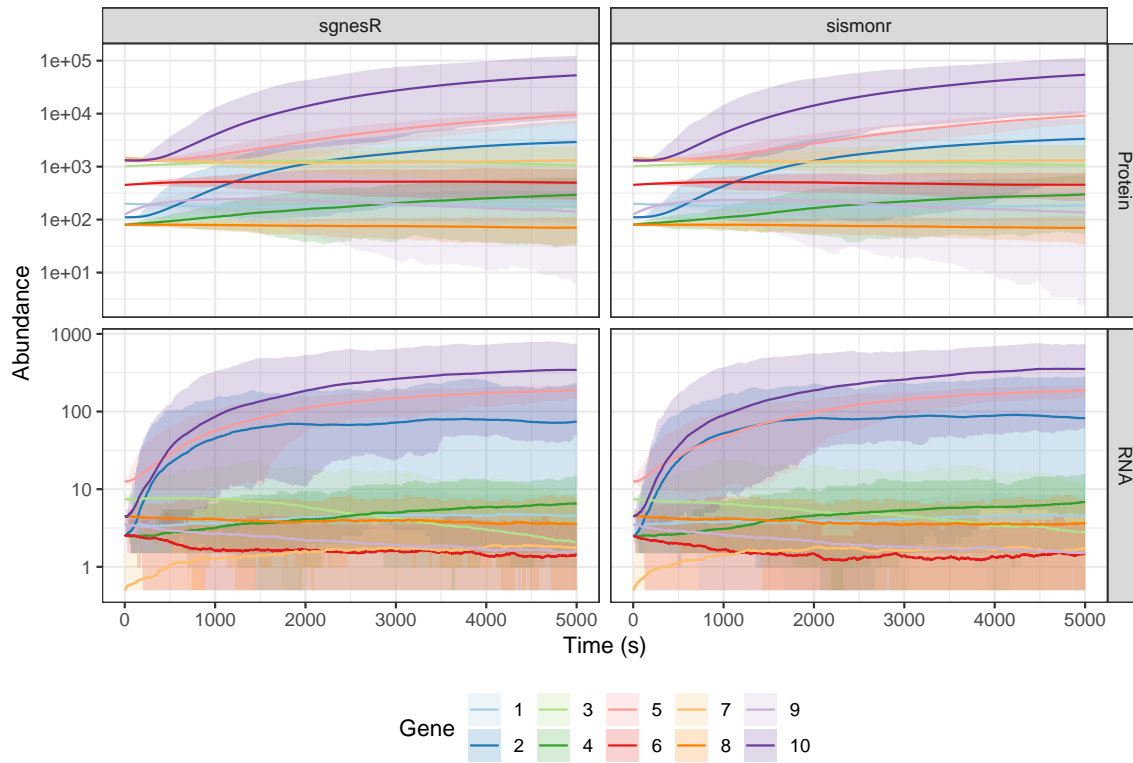 sgnesR sismonr
1e+05
1e+04
1e+03
1e+02
1e+01
Protein
Abundance
1000
100
10
1
RNA
0 1000 2000 3000 4000 5000 0 1000 2000 3000 4000 5000
Time (s)
Gene
1 3 5 7 9
2 4 6 8 10